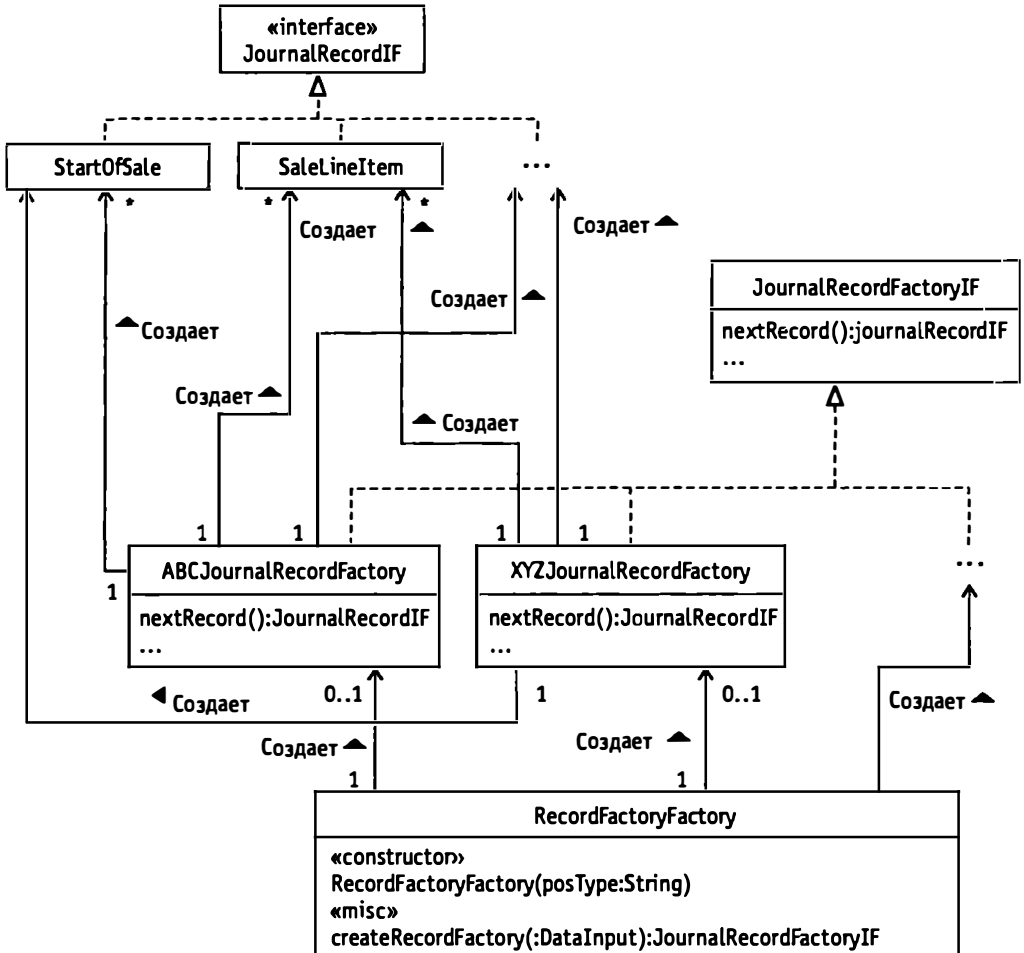 «interface»
JournalRecordIF
StartOfSale
SaleLineItem
...
*
*
*
Создает
Создает
Создает
Создает
Создает
Создает
JournalRecordFactoryIF
nextRecord():journalRecordIF
...
1
1
1
1
1
ABCJournalRecordFactory
nextRecord():JournalRecordIF
...
XYZJournalRecordFactory
nextRecord():JournalRecordIF
...
...
Создает
0..1
1
0..1
Создает
Создает
Создает
1
1
RecordFactoryFactory
«constructor»
RecordFactoryFactory(posType:String)
«misc»
createRecordFactory(:DataInput):JournalRecordFactoryIF